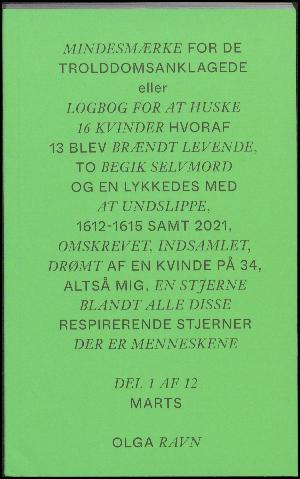 MINDESMÆRKE FOR DE
TROLDDOMSANKLAGEDE
eller
LOGBOG FOR AT HUSKE
16 KVINDER HVORAF
13 BLEV BRÆNDT LEVENDE,
TO BEGIK SELVMORD
OG EN LYKKEDES MED
AT UNDSLIPPE,
1612-1615 SAMT 2021,
OMSKREVET, INDSAMLET,
DRØMT AF EN KVINDE PÅ 34,
ALTSÅ MIG, EN STJERNE
BLANDT ALLE DISSE
RESPIRERENDE STJERNER
DER ER MENNESKENE
DEL 1 AF 12
MARTS
OLGA RAVN